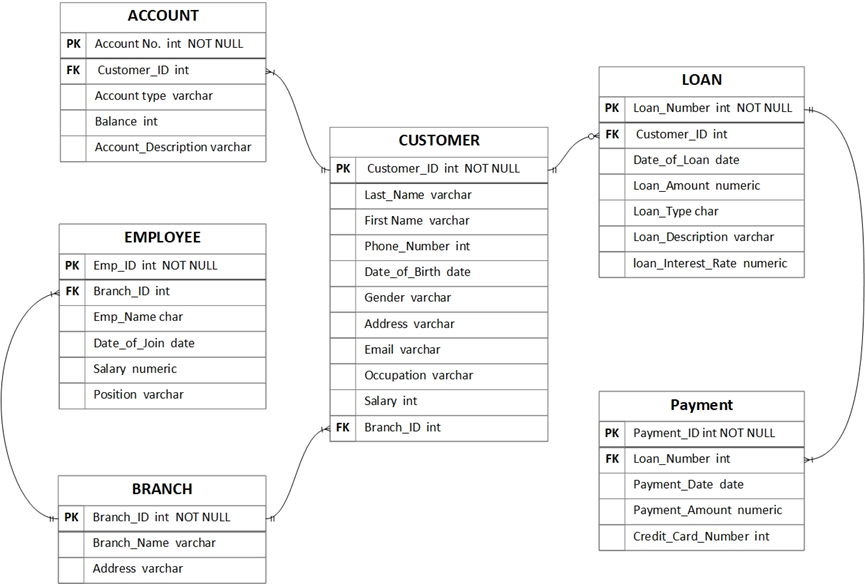 ACCOUNT
PK Account No. int NOT NULL
FK Customer_ID int
Account type varchar
Balance int
Account_Description varchar
EMPLOYEE
PK Emp_ID int NOT NULL
FK Branch_ID int
Emp_Name char
Date_of_Join date
Salary numeric
Position varchar
BRANCH
PK Branch_ID int NOT NULL
Branch_Name varchar
Address varchar
CUSTOMER
PK Customer_ID int NOT NULL
Last_Name varchar
First Name varchar
Phone_Number int
Date_of_Birth date
Gender varchar
Address varchar
Email varchar
Occupation varchar
Salary int
FK Branch_ID int
LOAN
PK Loan_Number int NOT NULL
FK Customer_ID int
Date_of_Loan date
Loan_Amount numeric
Loan_Type char
Loan_Description varchar
loan_Interest_Rate numeric
Payment
PK Payment_ID int NOT NULL
FK Loan_Number int
Payment_Date date
Payment_Amount numeric
Credit_Card_Number int